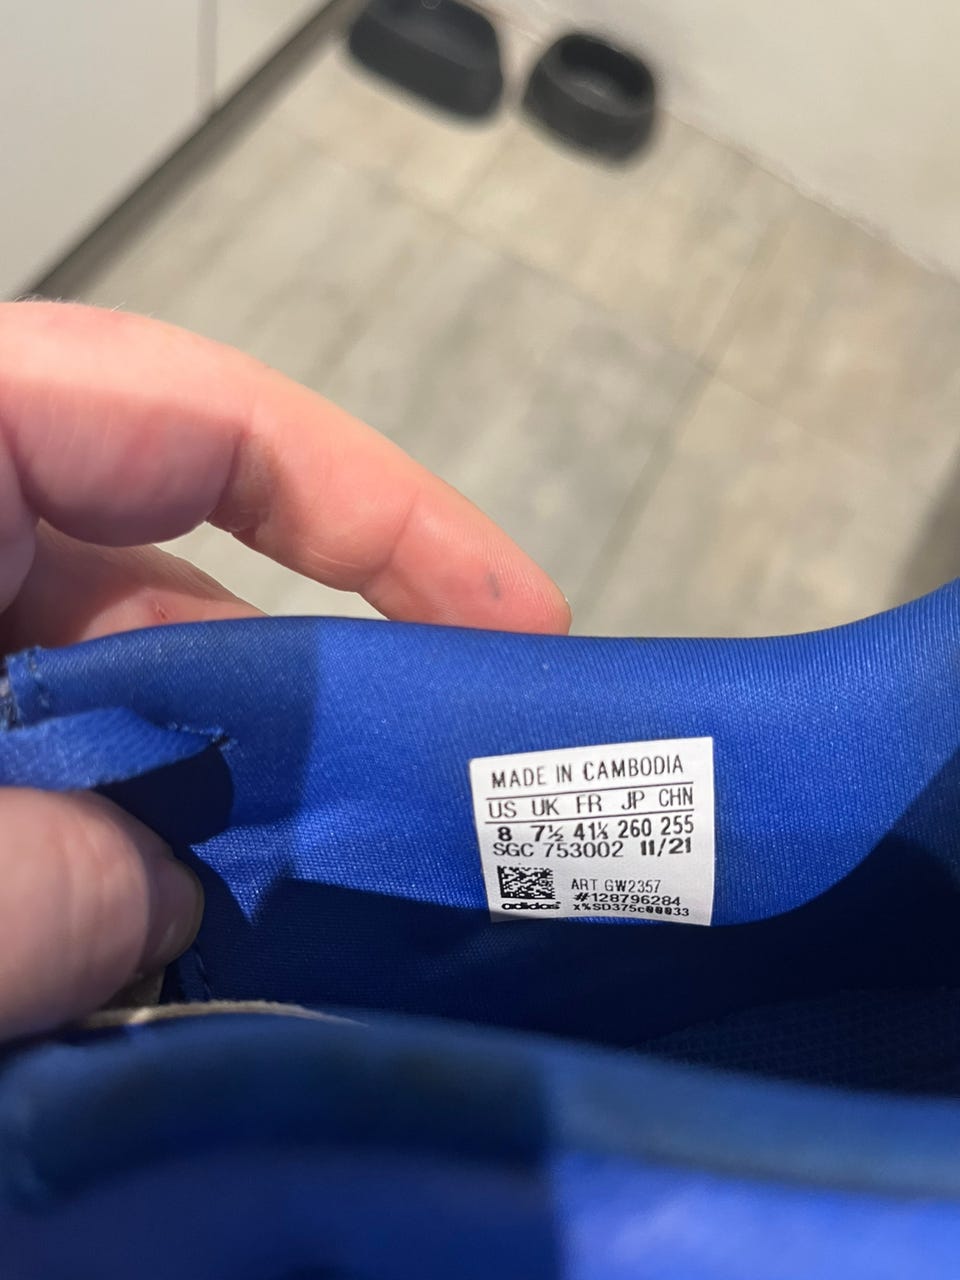 MADE IN CAMBODIA
US UK FR JP CHN
8 7½ 41⅓ 260 255
SGC 753002 11/21
ART GW2357
#128796284
adidas x%SD375c00033